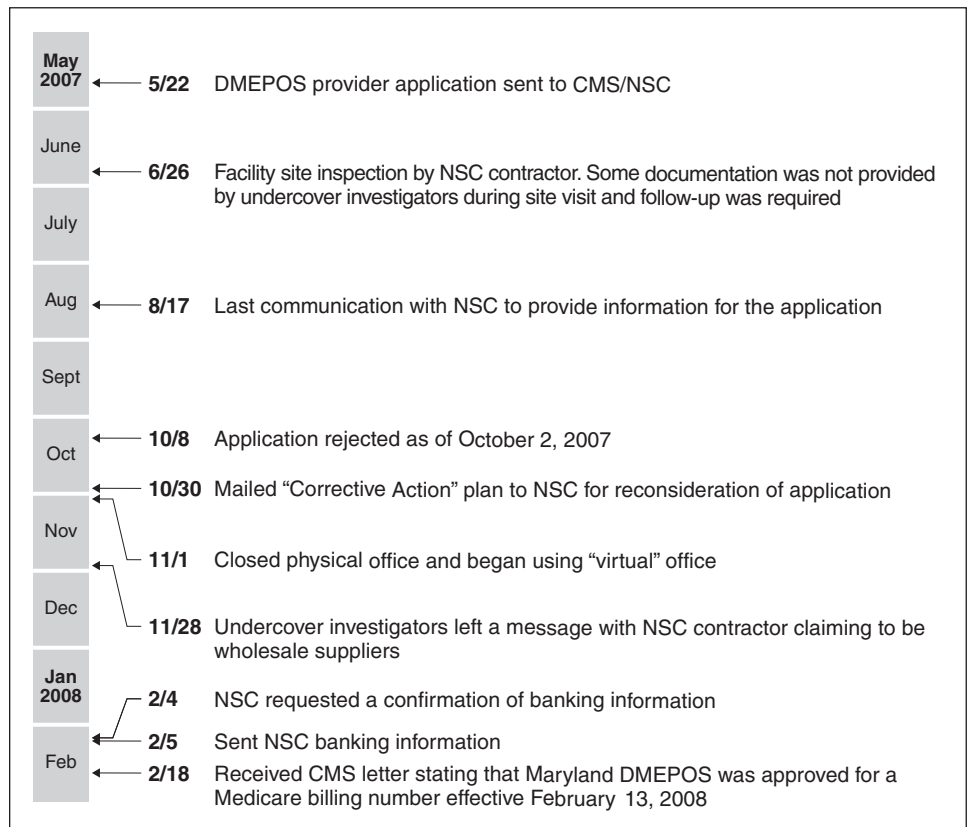 May
2007
5/22 DMEPOS provider application sent to CMS/NSC
June
6/26 Facility site inspection by NSC contractor. Some documentation was not provided
by undercover investigators during site visit and follow-up was required
July
Aug
8/17 Last communication with NSC to provide information for the application
Sept
Oct
10/8 Application rejected as of October 2, 2007
10/30 Mailed “Corrective Action” plan to NSC for reconsideration of application
Nov
11/1 Closed physical office and began using “virtual” office
Dec
11/28 Undercover investigators left a message with NSC contractor claiming to be
wholesale suppliers
Jan
2008
2/4 NSC requested a confirmation of banking information
Feb
2/5 Sent NSC banking information
2/18 Received CMS letter stating that Maryland DMEPOS was approved for a
Medicare billing number effective February 13, 2008